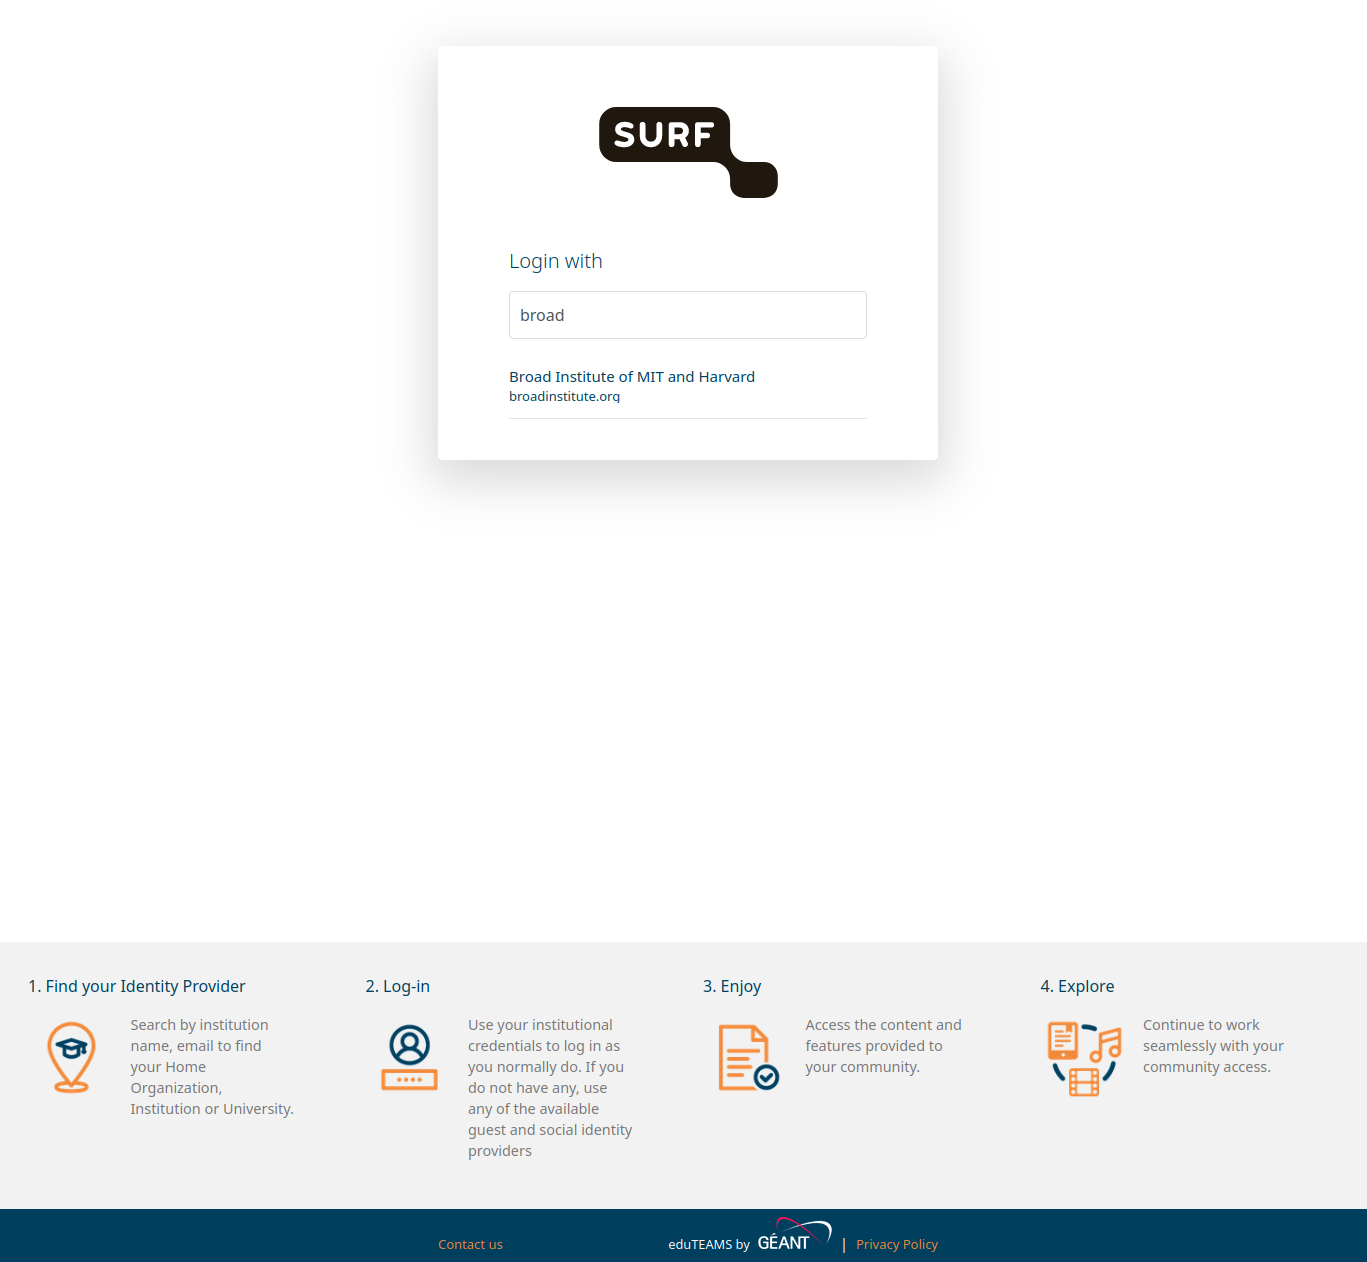 SURF
Login with
broad
Broad Institute of MIT and Harvard
broadinstitute.org
1. Find your Identity Provider
Search by institution
name, email to find
your Home
Organization,
Institution or University.
2. Log-in
Use your institutional
credentials to log in as
you normally do. If you
do not have any, use
any of the available
guest and social identity
providers
3. Enjoy
Access the content and
features provided to
your community.
4. Explore
Continue to work
seamlessly with your
community access.
Contact us
eduTEAMS by GÉANT | Privacy Policy